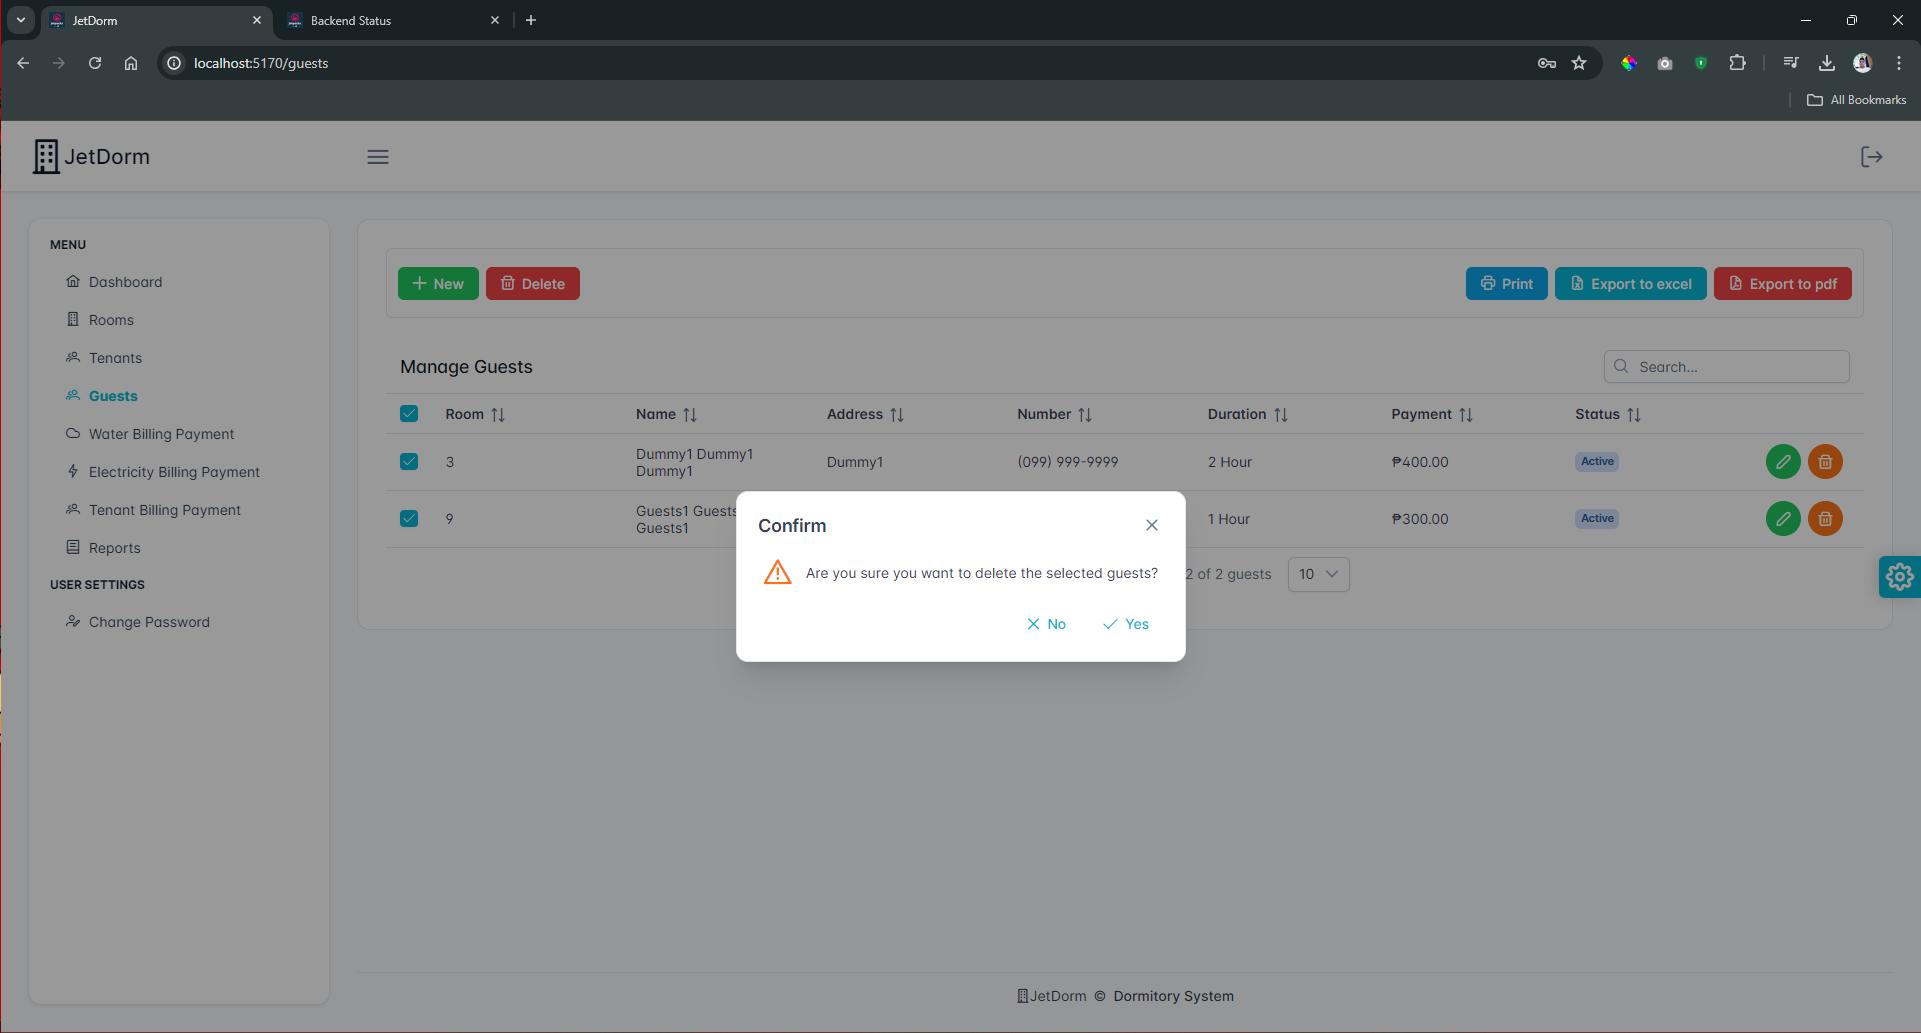 JetDorm
Backend Status
localhost:5170/guests
All Bookmarks
JetDorm
MENU
Dashboard
Rooms
Tenants
Guests
Water Billing Payment
Electricity Billing Payment
Tenant Billing Payment
Reports
USER SETTINGS
Change Password
New
Delete
Print
Export to excel
Export to pdf
Manage Guests
Search...
Room Name Address Number Duration Payment Status
3 Dummy1 Dummy1 Dummy1 (099) 999-9999 2 Hour ₱400.00 Active
Dummy1
9 Guests1 Guests 1 Hour ₱300.00 Active
Guests1
2 of 2 guests 10
Confirm
Are you sure you want to delete the selected guests?
No Yes
JetDorm © Dormitory System